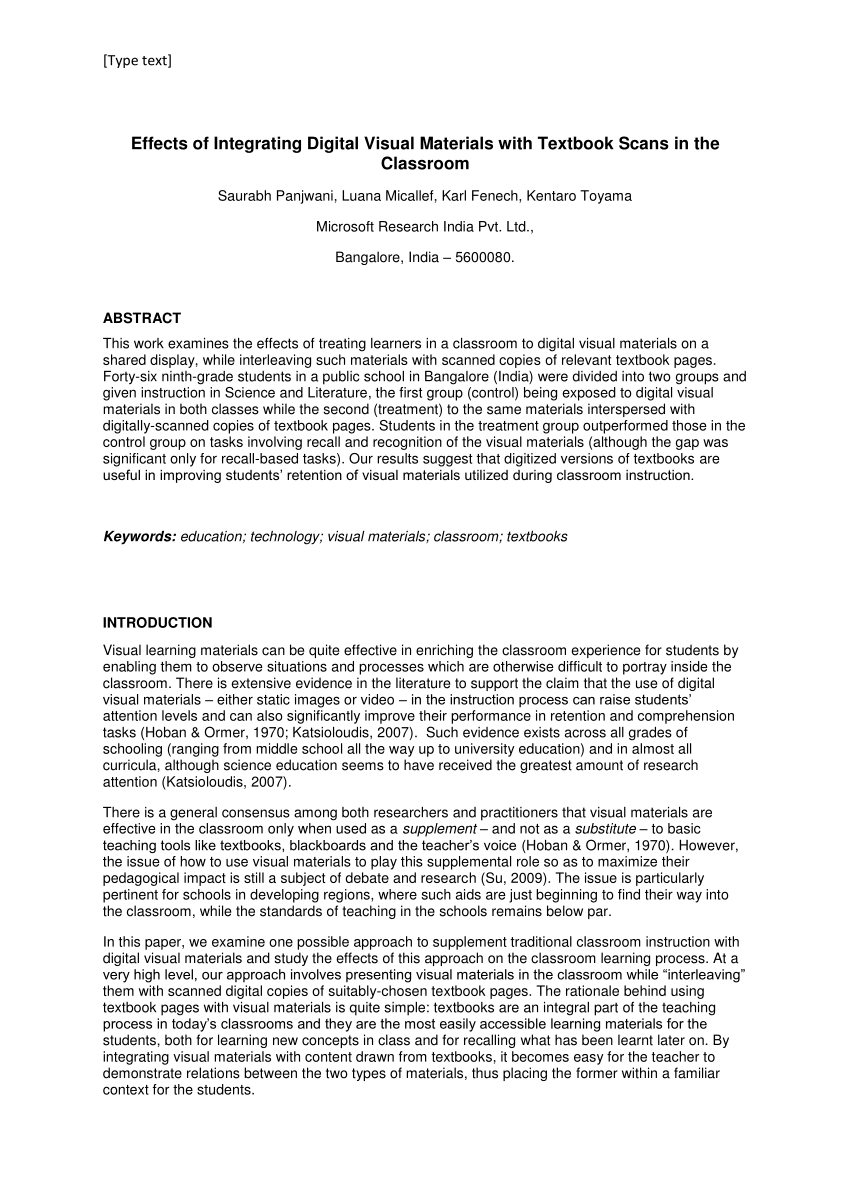 [Type text]
Effects of Integrating Digital Visual Materials with Textbook Scans in the
Classroom
Saurabh Panjwani, Luana Micallef, Karl Fenech, Kentaro Toyama
Microsoft Research India Pvt. Ltd.,
Bangalore, India – 5600080.
ABSTRACT
This work examines the effects of treating learners in a classroom to digital visual materials on a
shared display, while interleaving such materials with scanned copies of relevant textbook pages.
Forty-six ninth-grade students in a public school in Bangalore (India) were divided into two groups and
given instruction in Science and Literature, the first group (control) being exposed to digital visual
materials in both classes while the second (treatment) to the same materials interspersed with
digitally-scanned copies of textbook pages. Students in the treatment group outperformed those in the
control group on tasks involving recall and recognition of the visual materials (although the gap was
significant only for recall-based tasks). Our results suggest that digitized versions of textbooks are
useful in improving students’ retention of visual materials utilized during classroom instruction.
Keywords: education; technology; visual materials; classroom; textbooks
INTRODUCTION
Visual learning materials can be quite effective in enriching the classroom experience for students by
enabling them to observe situations and processes which are otherwise difficult to portray inside the
classroom. There is extensive evidence in the literature to support the claim that the use of digital
visual materials – either static images or video – in the instruction process can raise students’
attention levels and can also significantly improve their performance in retention and comprehension
tasks (Hoban & Ormer, 1970; Katsioloudis, 2007).  Such evidence exists across all grades of
schooling (ranging from middle school all the way up to university education) and in almost all
curricula, although science education seems to have received the greatest amount of research
attention (Katsioloudis, 2007).
There is a general consensus among both researchers and practitioners that visual materials are
effective in the classroom only when used as a supplement – and not as a substitute – to basic
teaching tools like textbooks, blackboards and the teacher’s voice (Hoban & Ormer, 1970). However,
the issue of how to use visual materials to play this supplemental role so as to maximize their
pedagogical impact is still a subject of debate and research (Su, 2009). The issue is particularly
pertinent for schools in developing regions, where such aids are just beginning to find their way into
the classroom, while the standards of teaching in the schools remains below par.
In this paper, we examine one possible approach to supplement traditional classroom instruction with
digital visual materials and study the effects of this approach on the classroom learning process. At a
very high level, our approach involves presenting visual materials in the classroom while “interleaving”
them with scanned digital copies of suitably-chosen textbook pages. The rationale behind using
textbook pages with visual materials is quite simple: textbooks are an integral part of the teaching
process in today’s classrooms and they are the most easily accessible learning materials for the
students, both for learning new concepts in class and for recalling what has been learnt later on. By
integrating visual materials with content drawn from textbooks, it becomes easy for the teacher to
demonstrate relations between the two types of materials, thus placing the former within a familiar
context for the students.